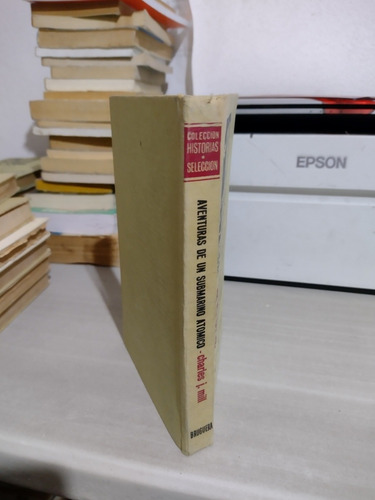 COLECCION
HISTORIAS
SELECCION
AVENTURAS DE UN SUBMARINO ATOMICO - charles j. mill
BRUGUERA
EPSON